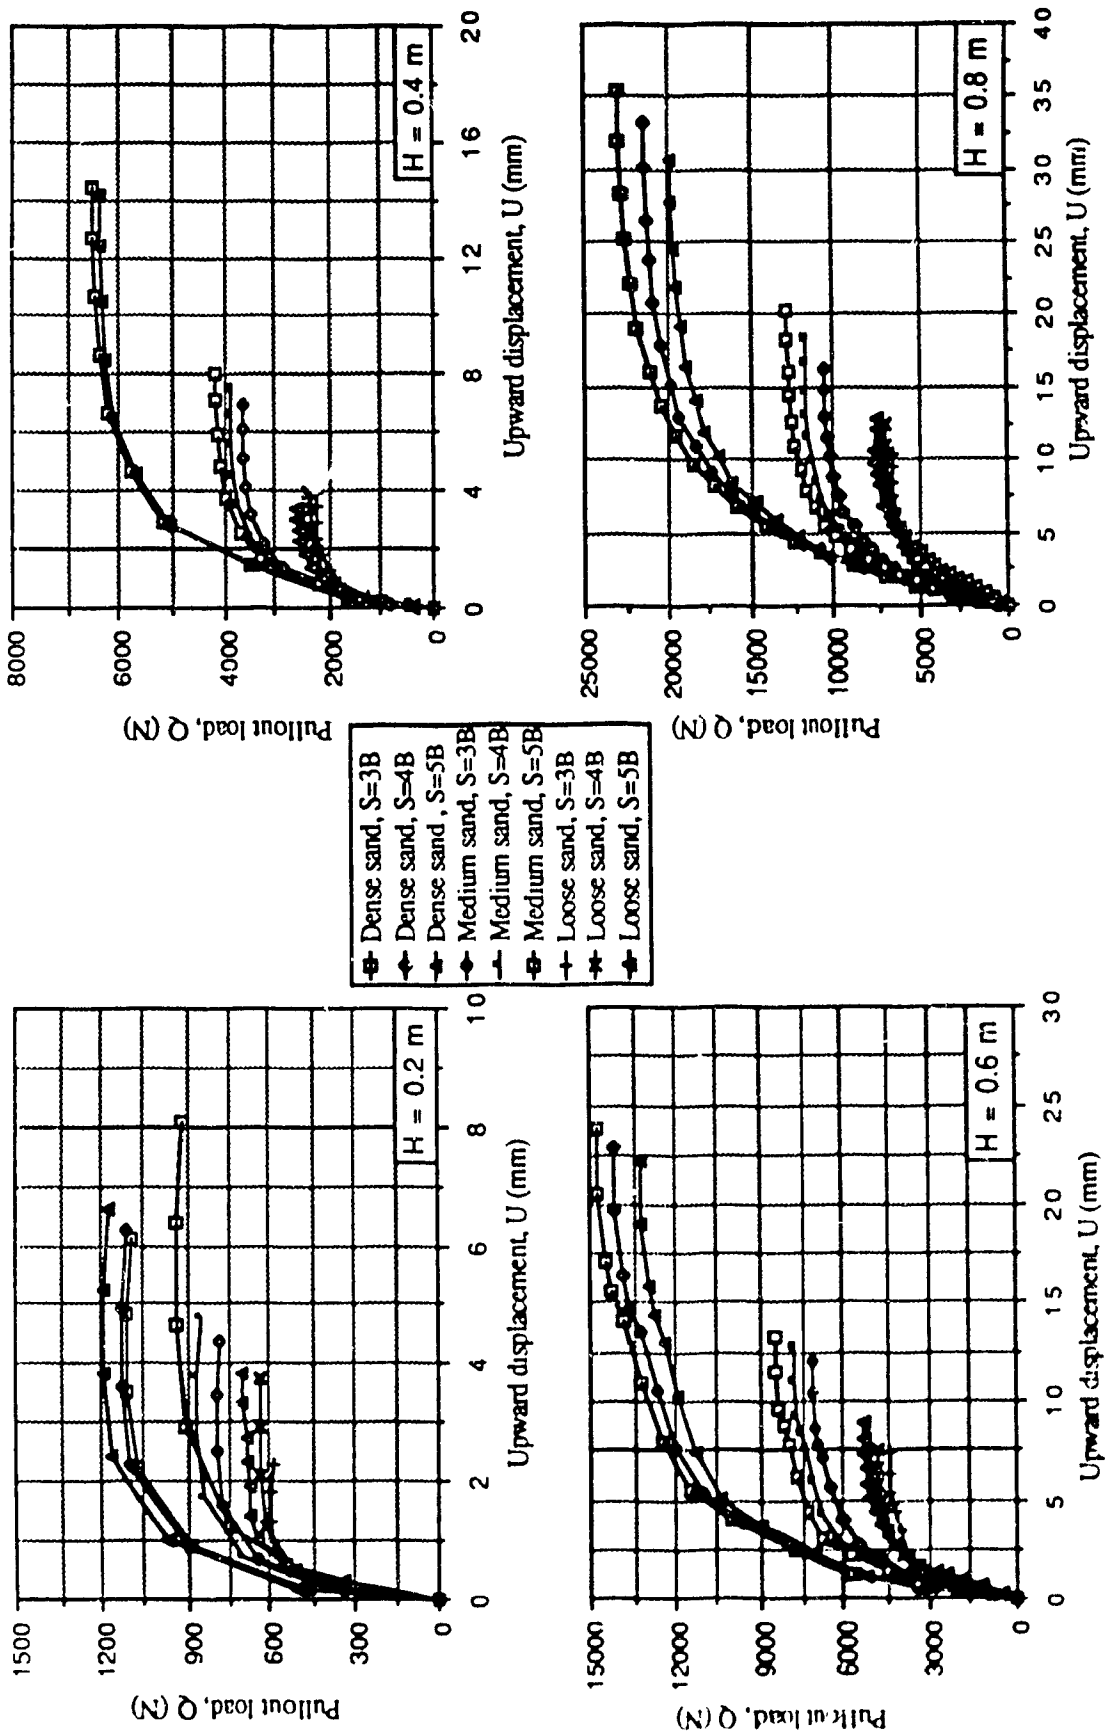 Pullout load, Q (N)
1500
1200
900
600
300
0
0
2
4
6
8
10
H = 0.2 m
Upward displacement, U (mm)
Pullout load, Q (N)
8000
6000
4000
2000
0
0
4
8
12
16
20
H = 0.4 m
Upward displacement, U (mm)
Dense sand, S=3B
Dense sand, S=4B
Dense sand , S=5B
Medium sand, S=3B
Medium sand, S=4B
Medium sand, S=5B
Loose sand, S=3B
Loose sand, S=4B
Loose sand, S=5B
Pullout load, Q (N)
15000
12000
9000
6000
3000
0
0
5
10
15
20
25
30
H = 0.6 m
Upward displacement, U (mm)
Pullout load, Q (N)
25000
20000
15000
10000
5000
0
0
5
10
15
20
25
30
35
40
H = 0.8 m
Upward displacement, U (mm)